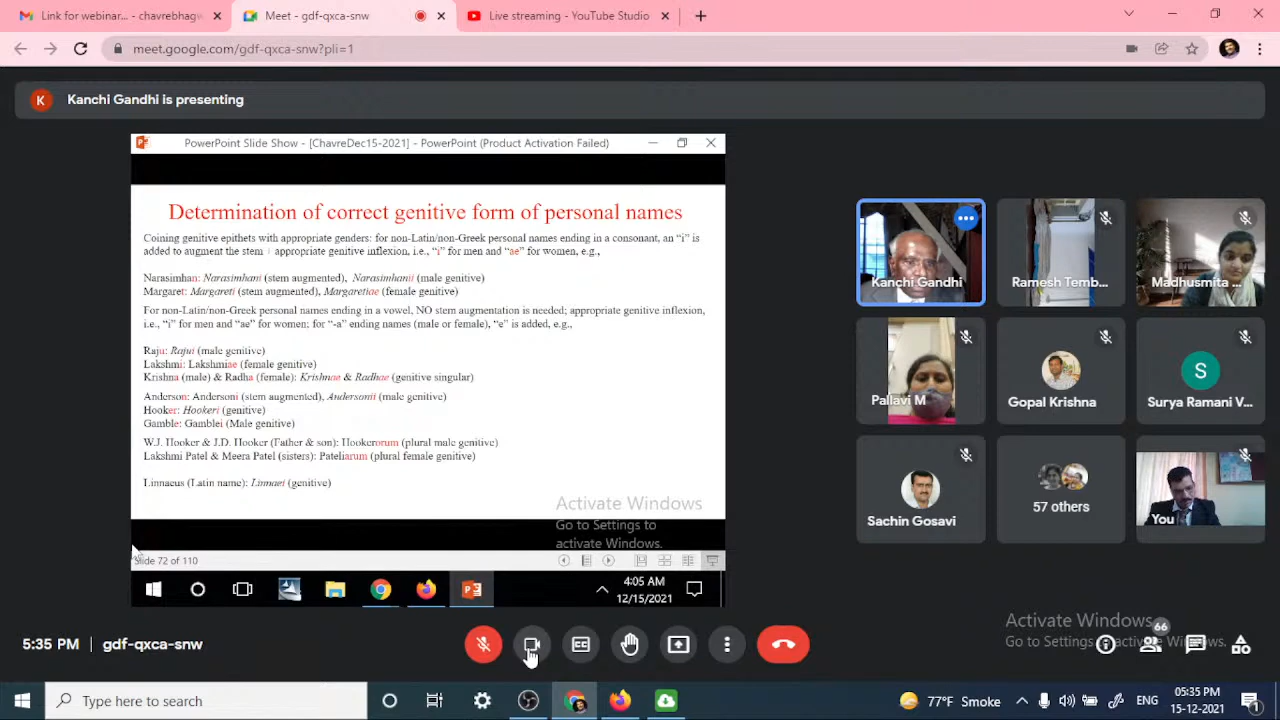 Link for webinar... - chavrebhagw
Meet - gdf-qxca-snw
Live streaming - YouTube Studio
meet.google.com/gdf-qxca-snw?pli=1
K
Kanchi Gandhi is presenting
PowerPoint Slide Show - [ChavreDec15-2021] - PowerPoint (Product Activation Failed)
Determination of correct genitive form of personal names
Coining genitive epithets with appropriate genders: for non-Latin/non-Greek personal names ending in a consonant, an “i” is
added to augment the stem + appropriate genitive inflexion, i.e., “i” for men and “ae” for women, e.g.,
Narasimhan: Narasimhani (stem augmented), Narasimhanii (male genitive)
Margaret: Margareti (stem augmented), Margaretiae (female genitive)
For non-Latin/non-Greek personal names ending in a vowel, NO stem augmentation is needed; appropriate genitive inflexion,
i.e., “i” for men and “ae” for women; for “-a” ending names (male or female), “e” is added, e.g.,
Raju: Rajui (male genitive)
Lakshmi: Lakshmiae (female genitive)
Krishna (male) & Radha (female): Krishnae & Radhae (genitive singular)
Anderson: Andersoni (stem augmented), Andersonii (male genitive)
Hooker: Hookeri (genitive)
Gamble: Gamblei (Male genitive)
W.J. Hooker & J.D. Hooker (Father & son): Hookerorum (plural male genitive)
Lakshmi Patel & Meera Patel (sisters): Pateliarum (plural female genitive)
Linnaeus (Latin name): Linnaei (genitive)
Activate Windows
Go to Settings to
activate Windows.
Slide 72 of 110
4:05 AM
12/15/2021
Kanchi Gandhi
Ramesh Temb...
Madhusmita ...
Pallavi M
Gopal Krishna
S
Surya Ramani V...
Sachin Gosavi
57 others
You
Activate Windows
Go to Settings to activate Windows.
5:35 PM | gdf-qxca-snw
CC
66
Type here to search
77°F Smoke
ENG
05:35 PM
15-12-2021
1